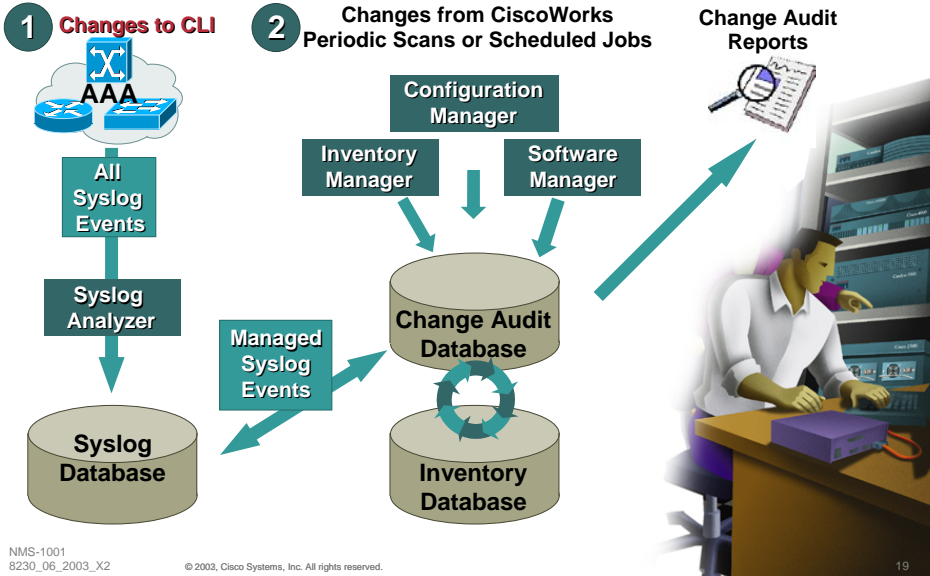 1
Changes to CLI
AAA
All
Syslog
Events
Syslog
Analyzer
Syslog
Database
2
Changes from CiscoWorks
Periodic Scans or Scheduled Jobs
Configuration
Manager
Inventory
Manager
Software
Manager
Managed
Syslog
Events
Change Audit
Database
Inventory
Database
Change Audit
Reports
NMS-1001
8230_06_2003_X2
© 2003, Cisco Systems, Inc. All rights reserved.
19